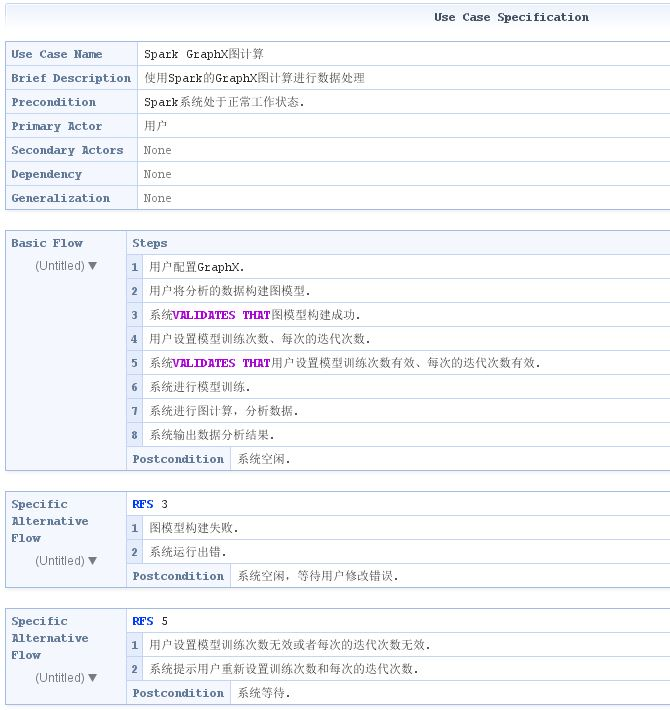 Use Case Specification
Use Case Name Spark GraphX图计算
Brief Description 使用Spark的GraphX图计算进行数据处理
Precondition Spark系统处于正常工作状态.
Primary Actor 用户
Secondary Actors None
Dependency None
Generalization None
Basic Flow Steps
(Untitled) ▼
1 用户配置GraphX.
2 用户将分析的数据构建图模型.
3 系统VALIDATES THAT图模型构建成功.
4 用户设置模型训练次数、每次的迭代次数.
5 系统VALIDATES THAT用户设置模型训练次数有效、每次的迭代次数有效.
6 系统进行模型训练.
7 系统进行图计算，分析数据.
8 系统输出数据分析结果.
Postcondition 系统空闲.
Specific
Alternative
Flow
(Untitled) ▼
RFS 3
1 图模型构建失败.
2 系统运行出错.
Postcondition 系统空闲，等待用户修改错误.
Specific
Alternative
Flow
(Untitled) ▼
RFS 5
1 用户设置模型训练次数无效或者每次的迭代次数无效.
2 系统提示用户重新设置训练次数和每次的迭代次数.
Postcondition 系统等待.